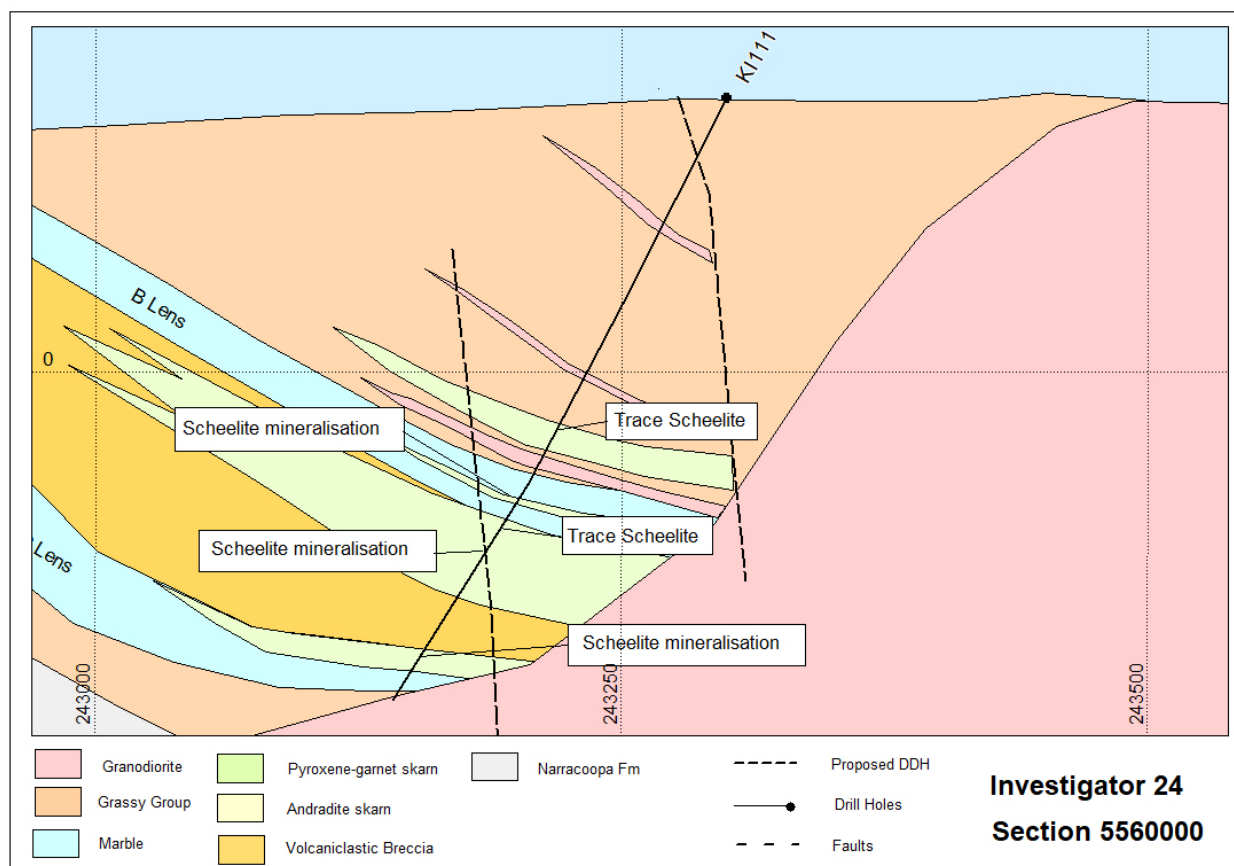 KI111
B Lens
0
Scheelite mineralisation
Trace Scheelite
Scheelite mineralisation
Trace Scheelite
Lens
Scheelite mineralisation
243000
243250
243500
Granodiorite
Pyroxene-garnet skarn
Narracoopa Fm
Proposed DDH
Grassy Group
Andradite skarn
Drill Holes
Marble
Volcaniclastic Breccia
Faults
Investigator 24
Section 5560000